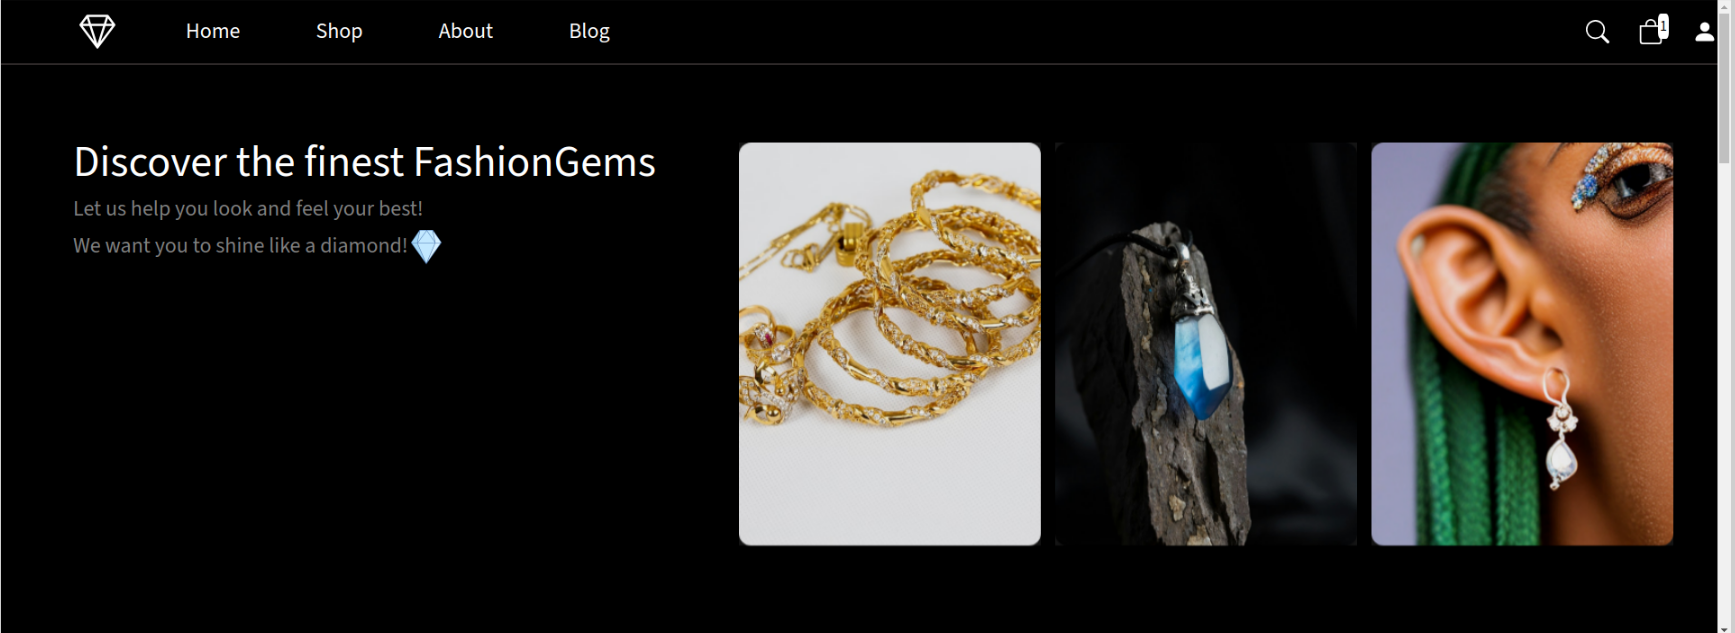 Home Shop About Blog
1
Discover the finest FashionGems
Let us help you look and feel your best!
We want you to shine like a diamond!